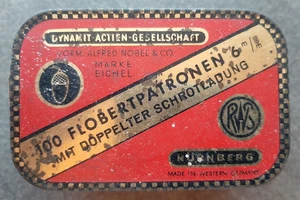 DYNAMIT ACTIEN-GESELLSCHAFT
VORM. ALFRED NOBEL & CO.
MARKE
EICHEL
100 FLOBERTPATRONEN 6 m/m
MIT DOPPELTER SCHROTLADUNG
RWS
NÜRNBERG
MADE IN WESTERN GERMANY